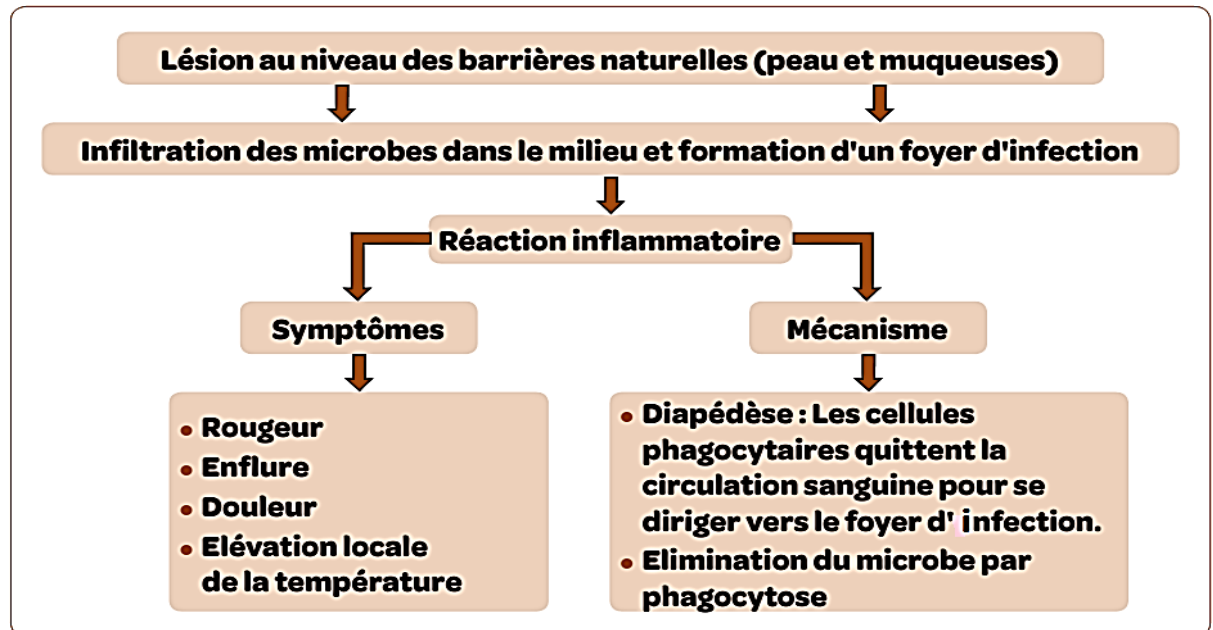 Lésion au niveau des barrières naturelles (peau et muqueuses)
Infiltration des microbes dans le milieu et formation d'un foyer d'infection
Réaction inflammatoire
Symptômes
Mécanisme
• Rougeur
• Enflure
• Douleur
• Elévation locale
de la température
• Diapédèse : Les cellules
phagocytaires quittent la
circulation sanguine pour se
diriger vers le foyer d' infection.
• Elimination du microbe par
phagocytose